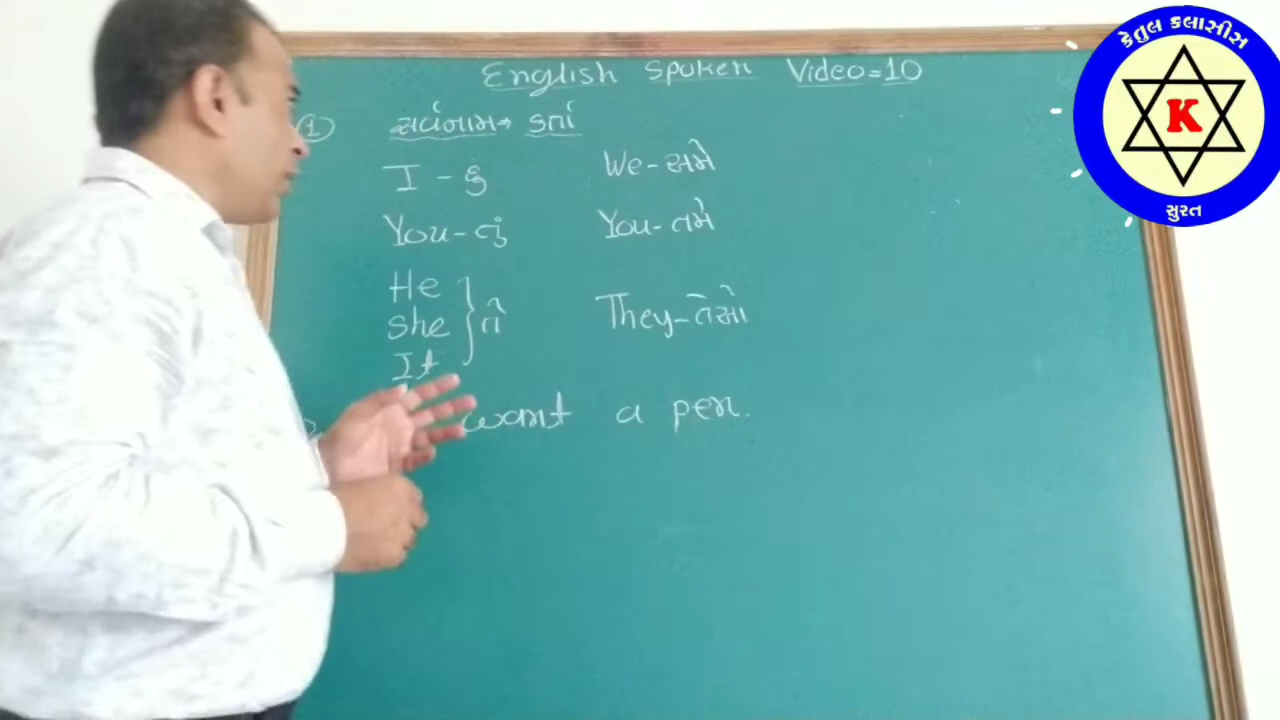 English Spoken Video=10
① સર્વનામ → કર્તા
I - હું We - અમે
You - તું You - તમે
He
She } તે They - તેઓ
It
want a pen.
કેતુલ ક્લાસીસ
K
સુરત